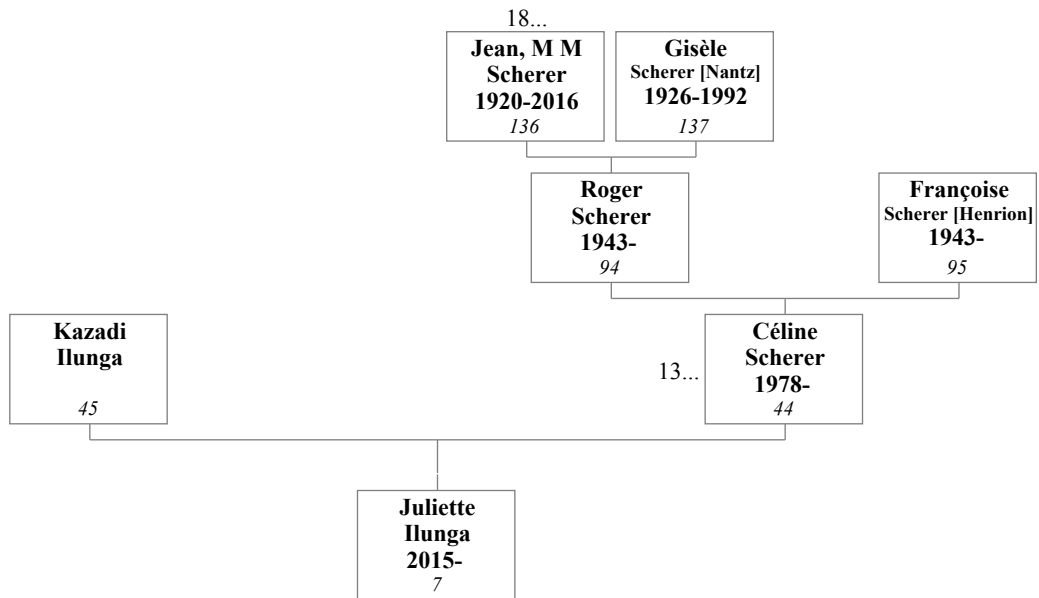 18...
Jean, M M
Scherer
1920-2016
136
Gisèle
Scherer [Nantz]
1926-1992
137
Roger
Scherer
1943-
94
Françoise
Scherer [Henrion]
1943-
95
Kazadi
Ilunga
45
13...
Céline
Scherer
1978-
44
Juliette
Ilunga
2015-
7